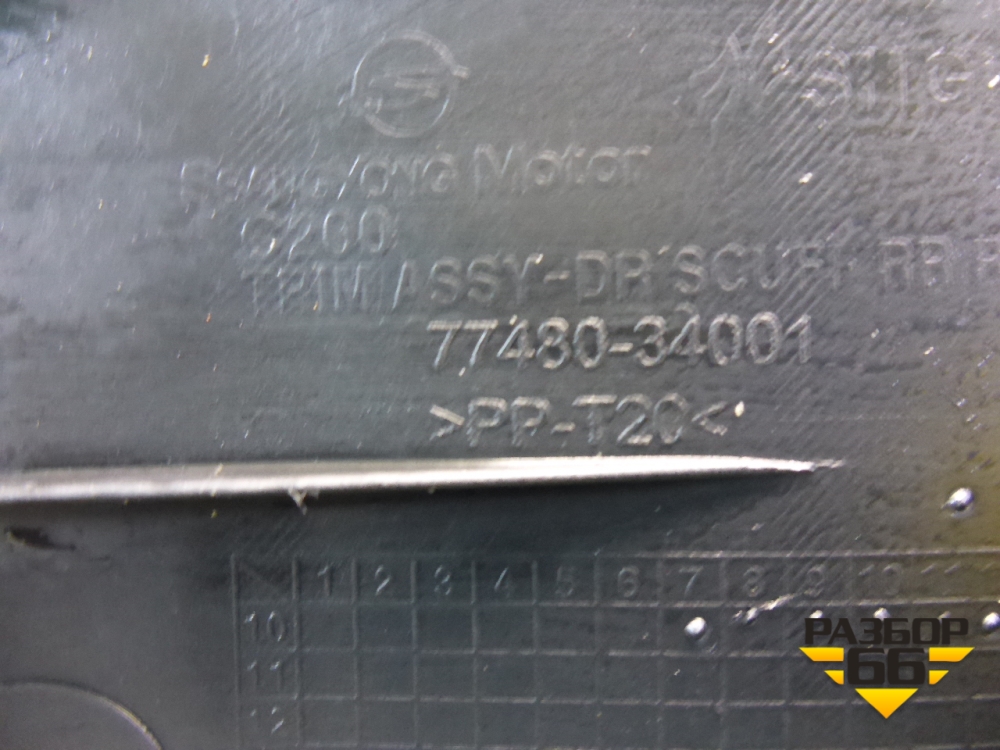 SSANGYONG Motor
C200
TRIM ASSY-DR SCUFF RR
77480-34001
>PP-T20<
1 2 3 4 5 6 7 8 9 10 11
10
11
12
РАЗБОР
66